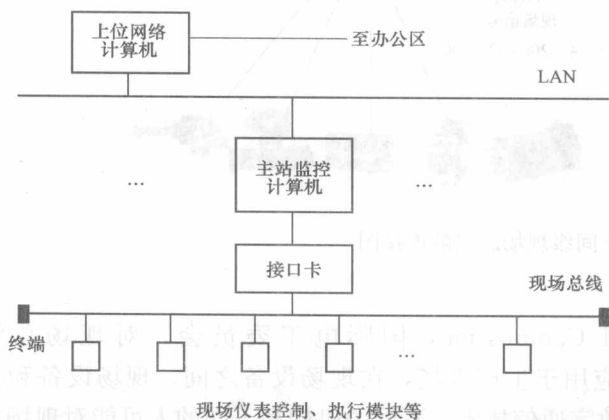 上位网络
计算机
至办公区
LAN
主站监控
计算机
…
…
接口卡
现场总线
终端
…
现场仪表控制、执行模块等